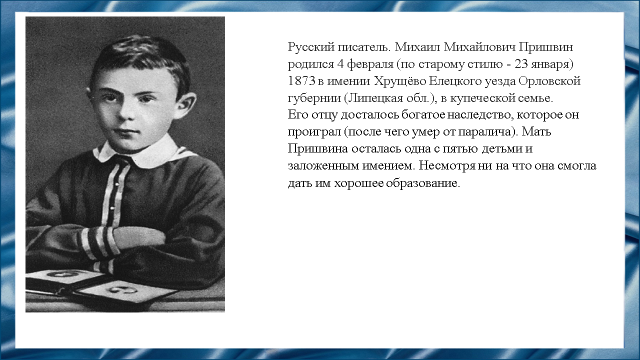 Русский писатель. Михаил Михайлович Пришвин
родился 4 февраля (по старому стилю - 23 января)
1873 в имении Хрущёво Елецкого уезда Орловской
губернии (Липецкая обл.), в купеческой семье.
Его отцу досталось богатое наследство, которое он
проиграл (после чего умер от паралича). Мать
Пришвина осталась одна с пятью детьми и
заложенным имением. Несмотря ни на что она смогла
дать им хорошее образование.